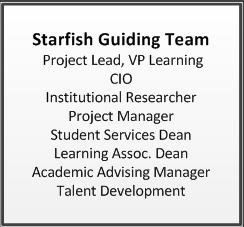 Starfish Guiding Team
Project Lead, VP Learning
CIO
Institutional Researcher
Project Manager
Student Services Dean
Learning Assoc. Dean
Academic Advising Manager
Talent Development